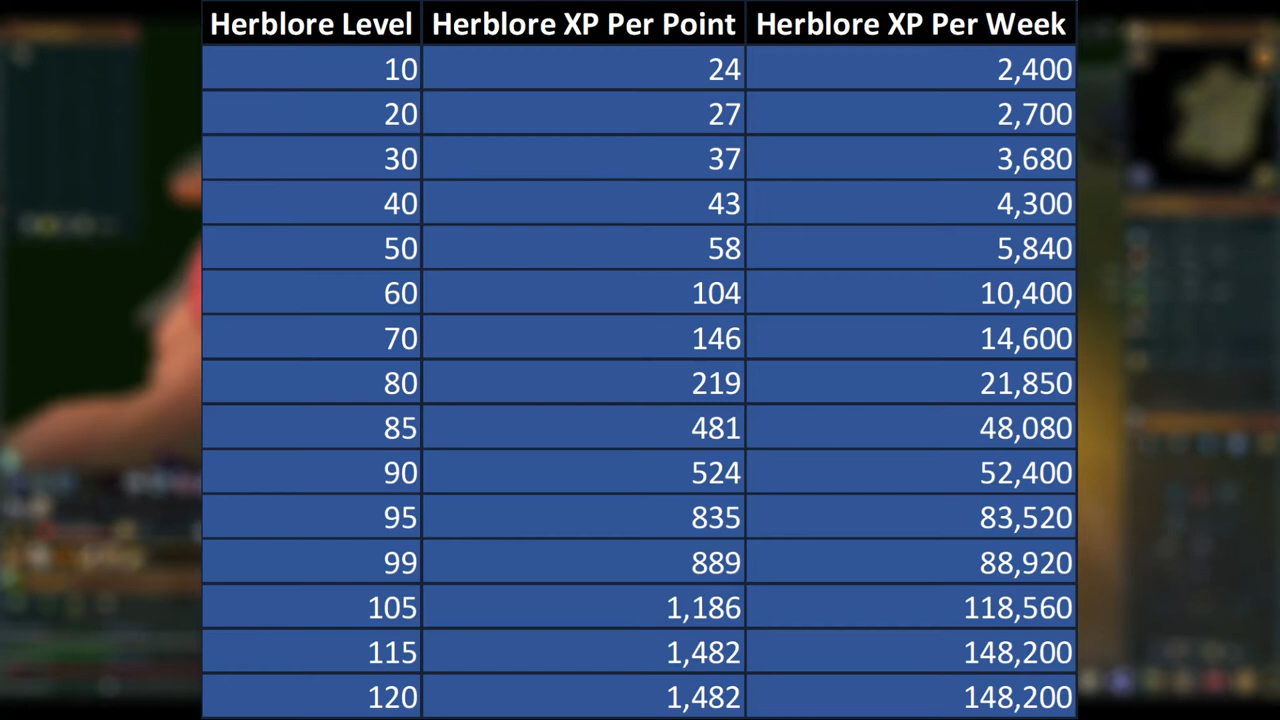 Herblore Level Herblore XP Per Point Herblore XP Per Week
10 24 2,400
20 27 2,700
30 37 3,680
40 43 4,300
50 58 5,840
60 104 10,400
70 146 14,600
80 219 21,850
85 481 48,080
90 524 52,400
95 835 83,520
99 889 88,920
105 1,186 118,560
115 1,482 148,200
120 1,482 148,200